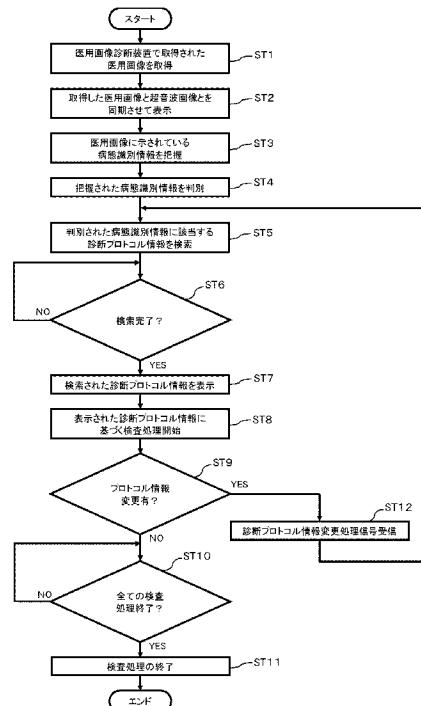 スタート
医用画像診断装置で取得された
医用画像を取得
ST1
取得した医用画像と超音波画像とを
同期させて表示
ST2
医用画像に示されている
病態識別情報を把握
ST3
把握された病態識別情報を判別
ST4
判別された病態識別情報に該当する
診断プロトコル情報を検索
ST5
検索完了？
ST6
NO
YES
検索された診断プロトコル情報を表示
ST7
表示された診断プロトコル情報に
基づく検査処理開始
ST8
プロトコル情報
変更有？
ST9
YES
NO
診断プロトコル情報変更処理信号受信
ST12
全ての検査
処理終了？
ST10
NO
YES
検査処理の終了
ST11
エンド